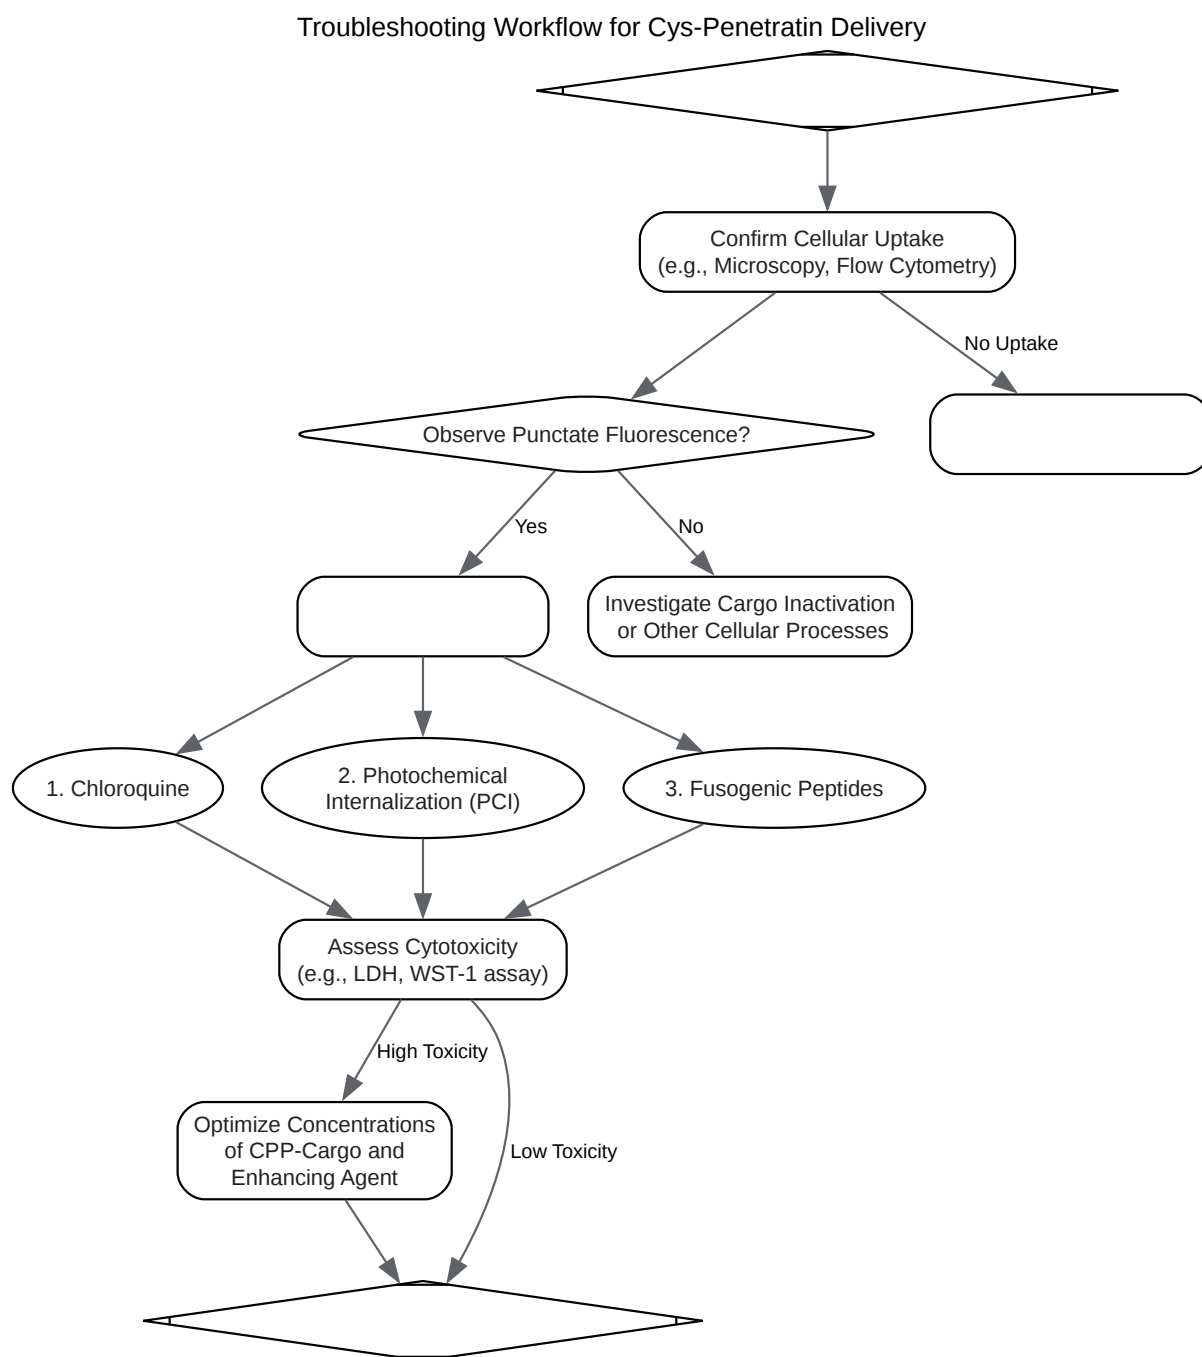 Troubleshooting Workflow for Cys-Penetratin Delivery
Confirm Cellular Uptake
(e.g., Microscopy, Flow Cytometry)
No Uptake
Observe Punctate Fluorescence?
Yes
No
Investigate Cargo Inactivation
or Other Cellular Processes
1. Chloroquine
2. Photochemical
Internalization (PCI)
3. Fusogenic Peptides
Assess Cytotoxicity
(e.g., LDH, WST-1 assay)
High Toxicity
Optimize Concentrations
of CPP-Cargo and
Enhancing Agent
Low Toxicity